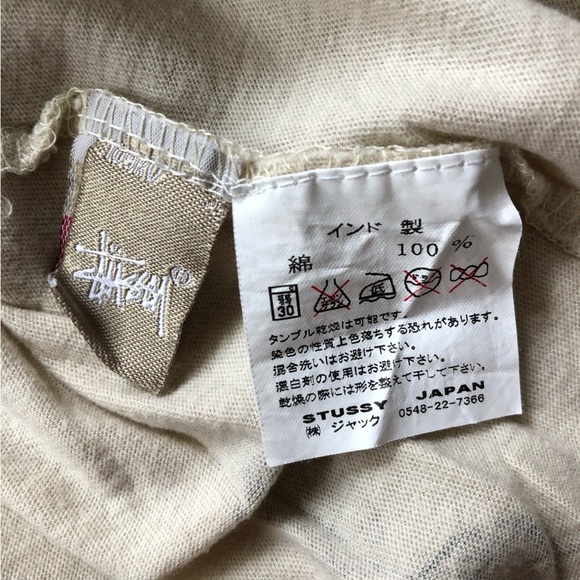 インド 製
綿 100 %
弱
30
低
タンブル乾燥は可能です。
染色の性質上色落ちする恐れがあります。
混合洗いはお避け下さい。
漂白剤の使用はお避け下さい。
乾燥の際には形を整えて干して下さい。
STUSSY JAPAN
㈱ ジャック 0548-22-7366